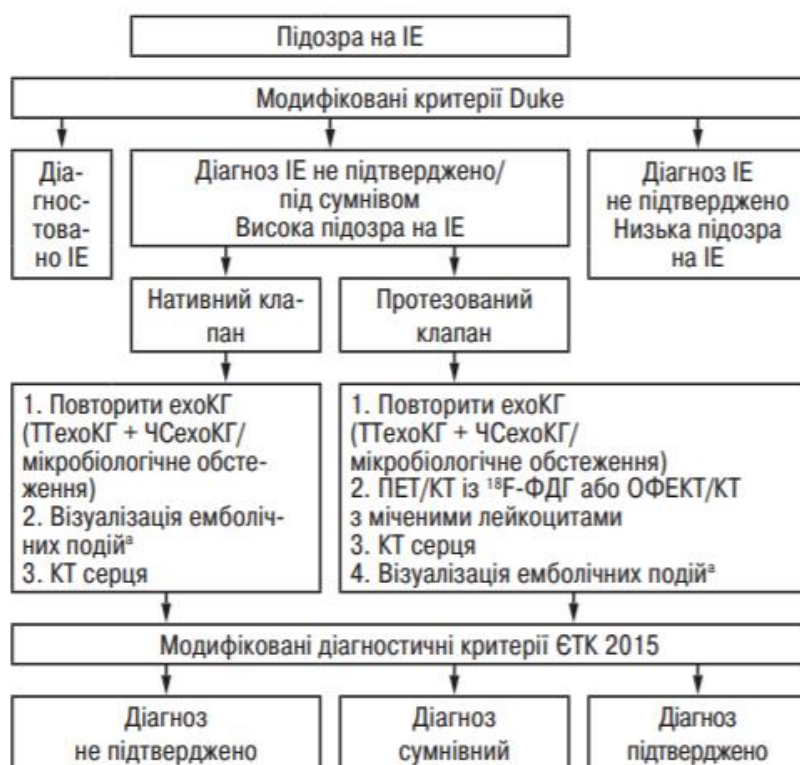 Підозра на ІЕ
Модифіковані критерії Duke
Діа-
гнос-
това-
но ІЕ
Діагноз ІЕ не підтверджено/
під сумнівом
Висока підозра на ІЕ
Діагноз ІЕ
не підтверджено
Низька підозра
на ІЕ
Нативний кла-
пан
Протезований
клапан
1. Повторити ехоКГ
(ТТехоКГ + ЧСехоКГ/
мікробіологічне обсте-
ження)
2. Візуалізація емболіч-
них подійᵃ
3. КТ серця
1. Повторити ехоКГ
(ТТехоКГ + ЧСехоКГ/
мікробіологічне обстеження)
2. ПЕТ/КТ із ¹⁸F-ФДГ або ОФЕКТ/КТ
з міченими лейкоцитами
3. КТ серця
4. Візуалізація емболічних подійᵃ
Модифіковані діагностичні критерії ЄТК 2015
Діагноз
не підтверджено
Діагноз
сумнівний
Діагноз
підтверджено